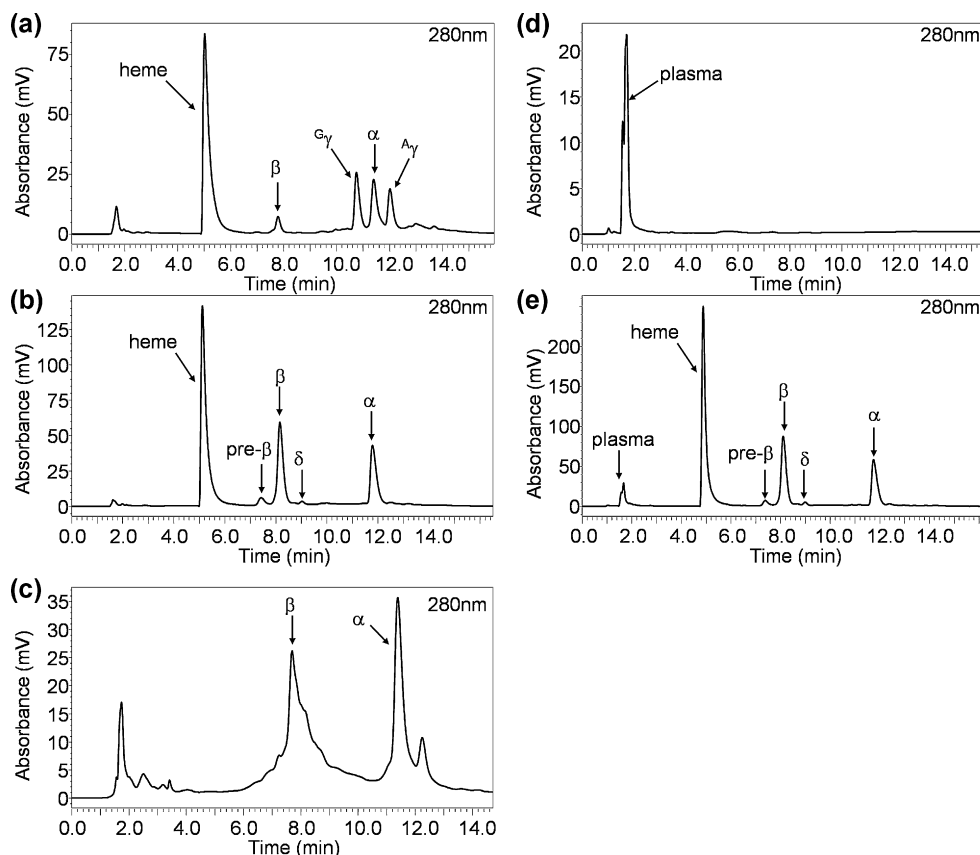 (a)
280nm
Absorbance (mV)
75
50
25
0
heme
β
Gγ
α
Aγ
0.0 2.0 4.0 6.0 8.0 10.0 12.0 14.0
Time (min)
(d)
280nm
Absorbance (mV)
20
15
10
5
0
plasma
0.0 2.0 4.0 6.0 8.0 10.0 12.0 14.0
Time (min)
(b)
280nm
Absorbance (mV)
125
100
75
50
25
0
heme
pre-β
β
δ
α
0.0 2.0 4.0 6.0 8.0 10.0 12.0 14.0
Time (min)
(e)
280nm
Absorbance (mV)
200
150
100
50
0
plasma
heme
pre-β
β
δ
α
0.0 2.0 4.0 6.0 8.0 10.0 12.0 14.0
Time (min)
(c)
280nm
Absorbance (mV)
35
30
25
20
15
10
5
0
β
α
0.0 2.0 4.0 6.0 8.0 10.0 12.0 14.0
Time (min)